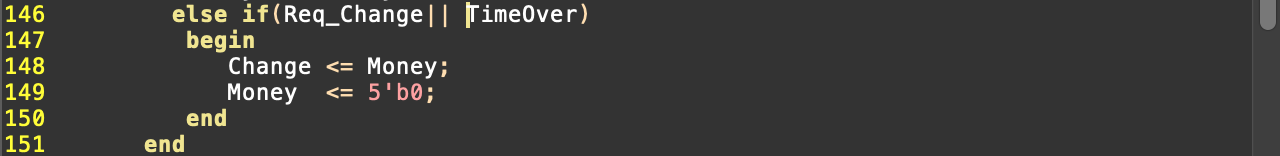 146         else if(Req_Change|| TimeOver)
147          begin
148             Change <= Money;
149             Money  <= 5'b0;
150          end
151       end